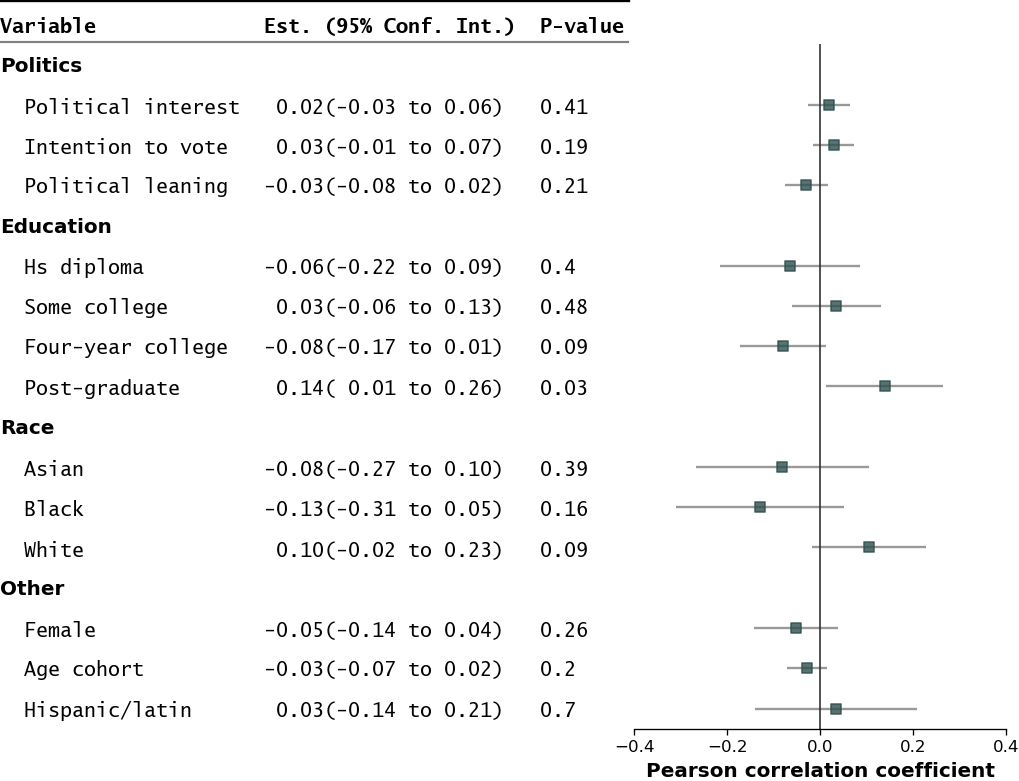 Variable Est. (95% Conf. Int.) P-value
Politics
Political interest 0.02(-0.03 to 0.06) 0.41
Intention to vote 0.03(-0.01 to 0.07) 0.19
Political leaning -0.03(-0.08 to 0.02) 0.21
Education
Hs diploma -0.06(-0.22 to 0.09) 0.4
Some college 0.03(-0.06 to 0.13) 0.48
Four-year college -0.08(-0.17 to 0.01) 0.09
Post-graduate 0.14( 0.01 to 0.26) 0.03
Race
Asian -0.08(-0.27 to 0.10) 0.39
Black -0.13(-0.31 to 0.05) 0.16
White 0.10(-0.02 to 0.23) 0.09
Other
Female -0.05(-0.14 to 0.04) 0.26
Age cohort -0.03(-0.07 to 0.02) 0.2
Hispanic/latin 0.03(-0.14 to 0.21) 0.7
−0.4 −0.2 0.0 0.2 0.4
Pearson correlation coefficient